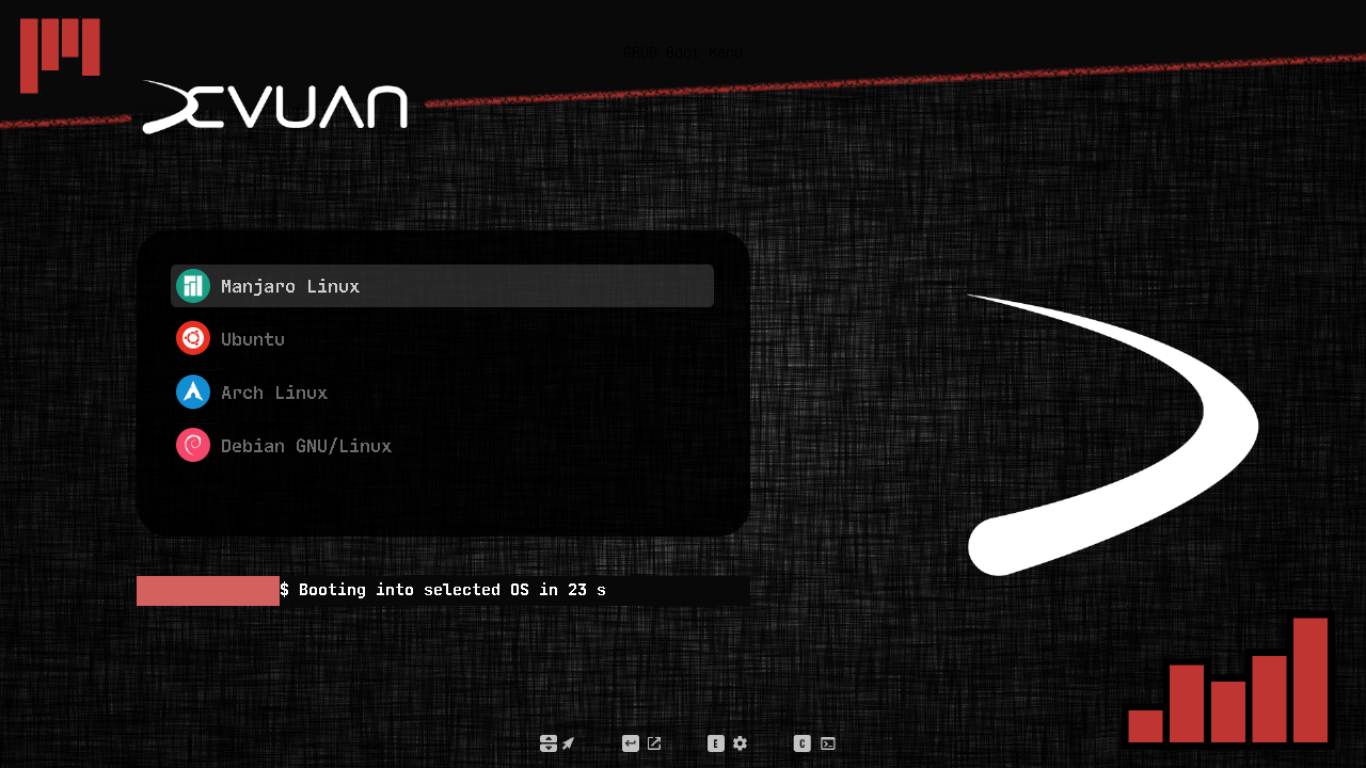 GRUB Boot Menu
DEVUAN
Manjaro Linux
Ubuntu
Arch Linux
Debian GNU/Linux
$ Booting into selected OS in 23 s
E C